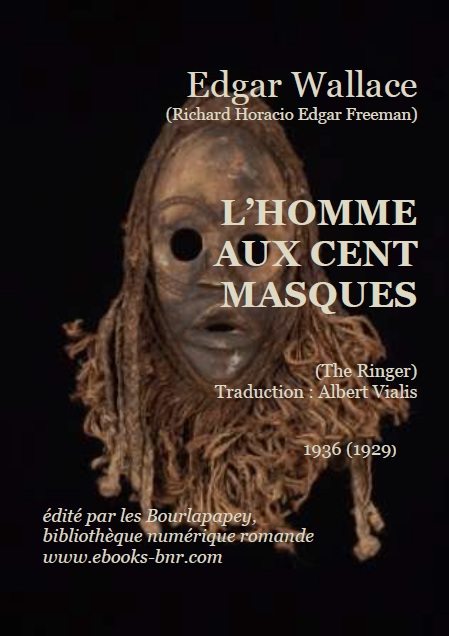 Edgar Wallace
(Richard Horacio Edgar Freeman)
L’HOMME
AUX CENT
MASQUES
(The Ringer)
Traduction : Albert Vialis
1936 (1929)
édité par les Bourlapapey,
bibliothèque numérique romande
www.ebooks-bnr.com